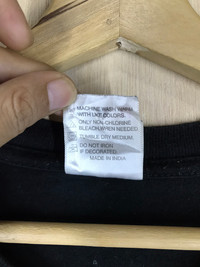 MACHINE WASH WARM
WITH LIKE COLORS.
ONLY NON-CHLORINE
BLEACH WHEN NEEDED.
TUMBLE DRY MEDIUM.
DO NOT IRON
IF DECORATED.
MADE IN INDIA.